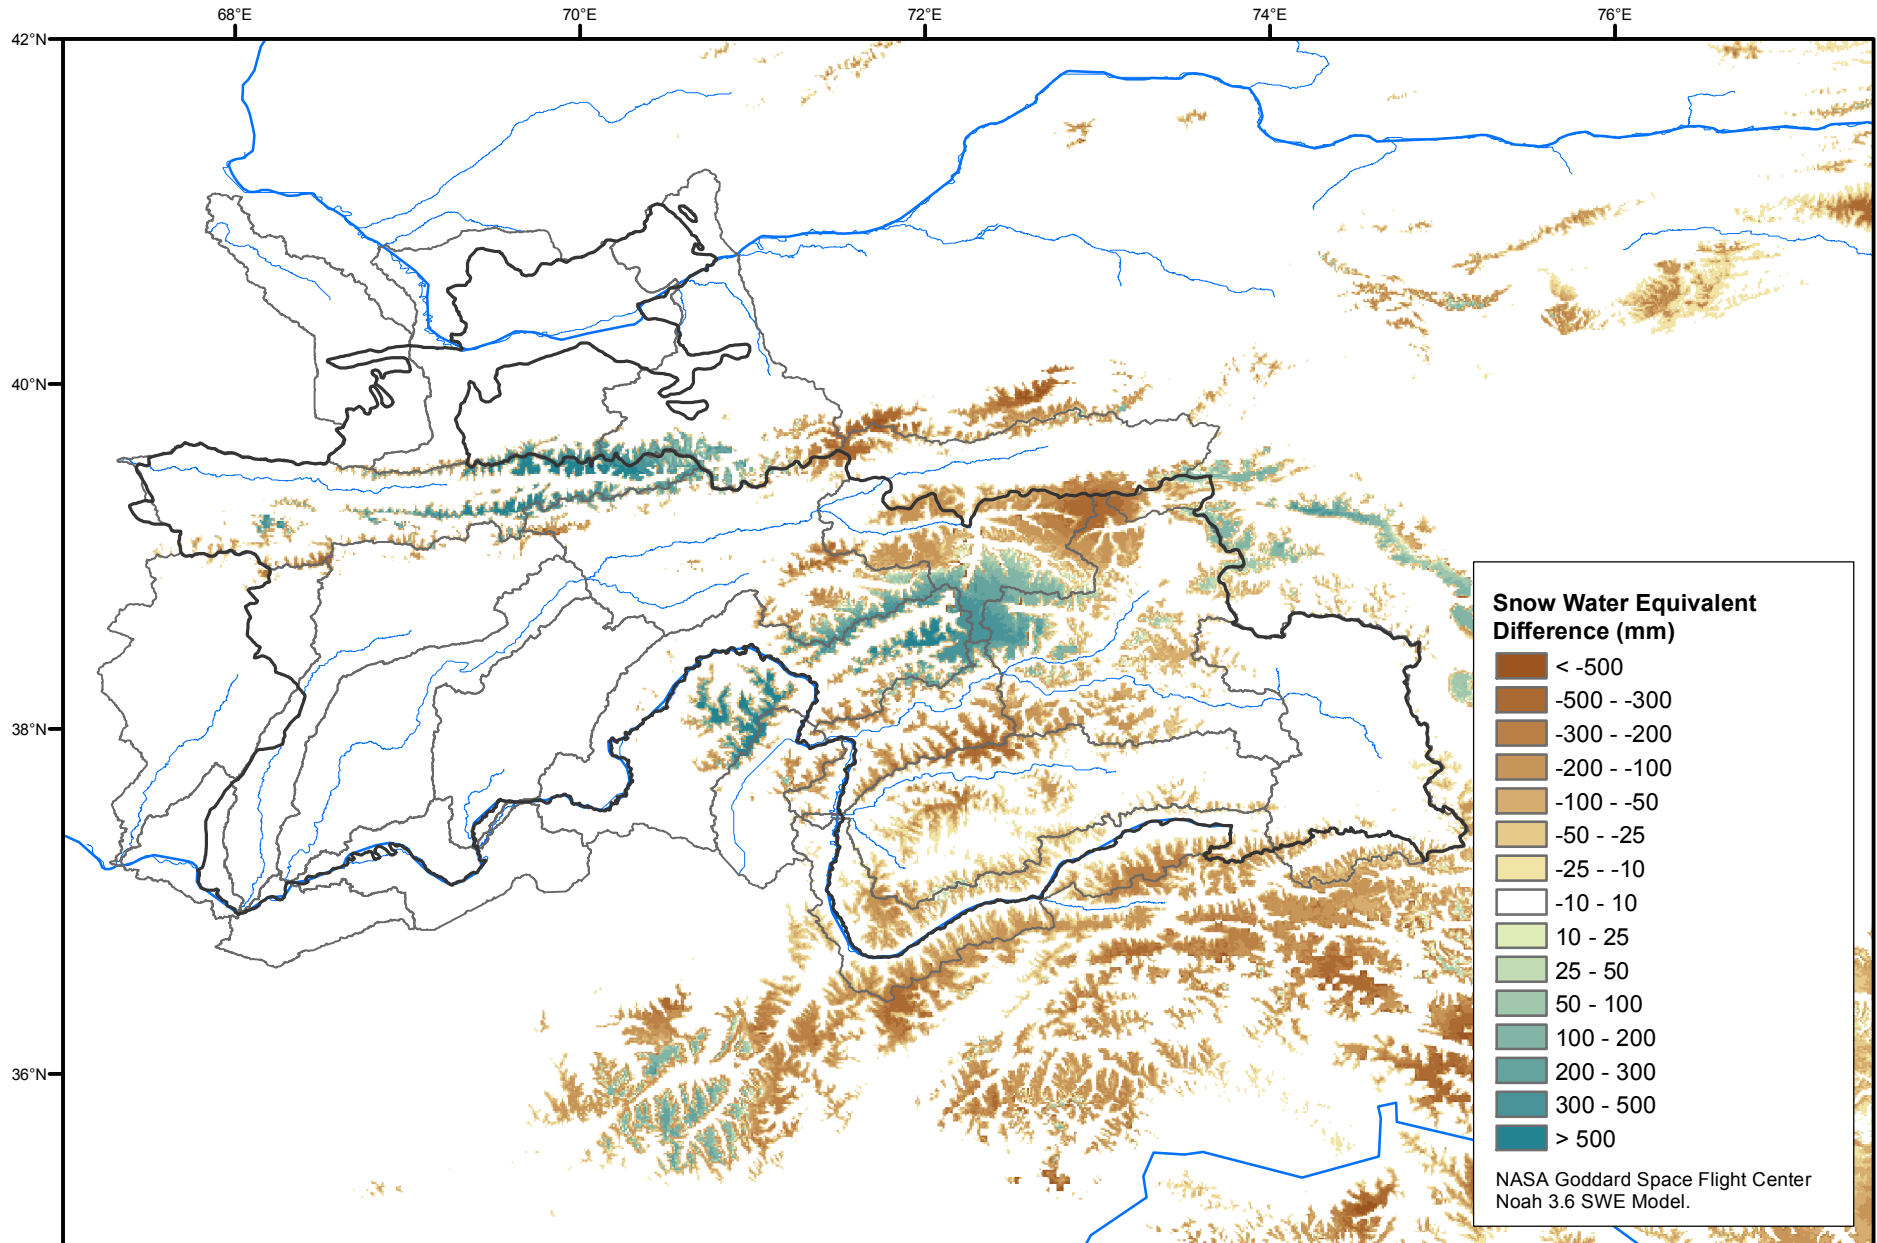 68°E 70°E 72°E 74°E 76°E
42°N
40°N
38°N
36°N
Snow Water Equivalent
Difference (mm)
< -500
-500 - -300
-300 - -200
-200 - -100
-100 - -50
-50 - -25
-25 - -10
-10 - 10
10 - 25
25 - 50
50 - 100
100 - 200
200 - 300
300 - 500
> 500
NASA Goddard Space Flight Center
Noah 3.6 SWE Model.